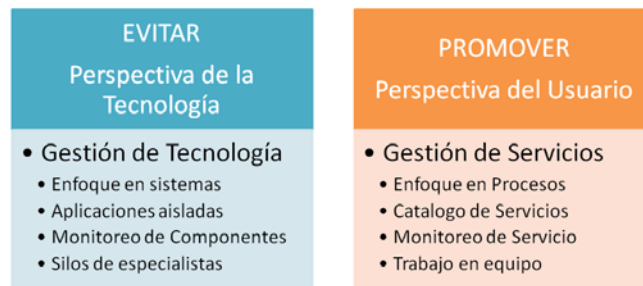 EVITAR
Perspectiva de la
Tecnología
• Gestión de Tecnología
• Enfoque en sistemas
• Aplicaciones aisladas
• Monitoreo de Componentes
• Silos de especialistas
PROMOVER
Perspectiva del Usuario
• Gestión de Servicios
• Enfoque en Procesos
• Catalogo de Servicios
• Monitoreo de Servicio
• Trabajo en equipo